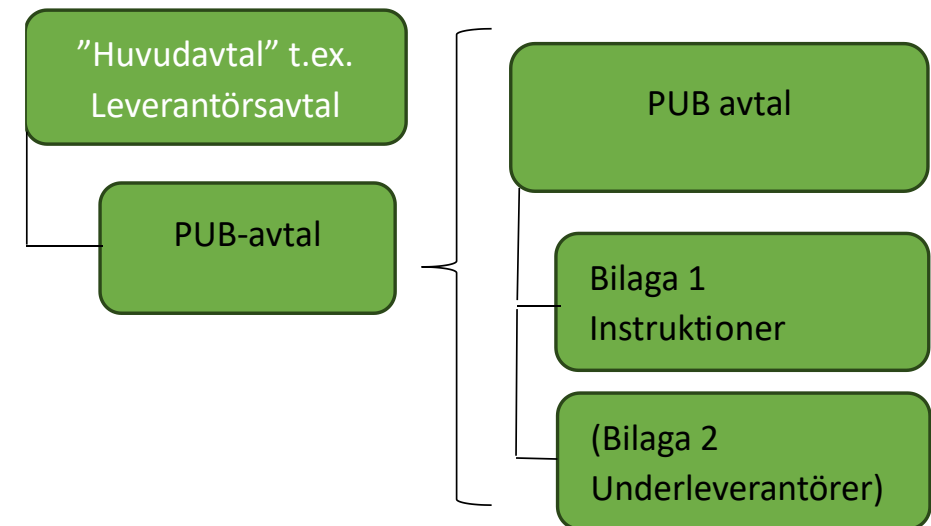 ”Huvudavtal” t.ex.
Leverantörsavtal
PUB-avtal
PUB avtal
Bilaga 1
Instruktioner
(Bilaga 2
Underleverantörer)